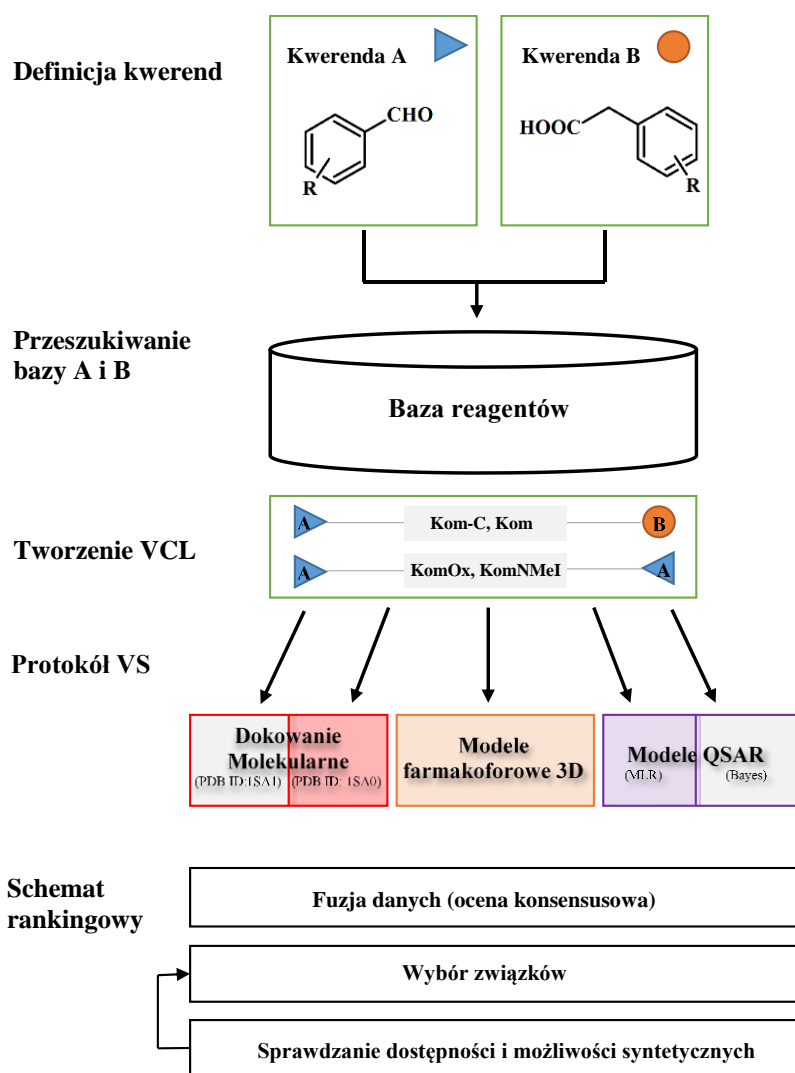 Definicja kwerend
Kwerenda A
CHO
R
Kwerenda B
HOOC
R
Przeszukiwanie
bazy A i B
Baza reagentów
Tworzenie VCL
A
Kom-C, Kom
B
A
KomOx, KomNMeI
A
Protokół VS
Dokowanie
Molekularne
(PDB ID:1SA1) (PDB ID: 1SA0)
Modele
farmakoforowe 3D
Modele QSAR
(MLR) (Bayes)
Schemat
rankingowy
Fuzja danych (ocena konsensusowa)
Wybór związków
Sprawdzanie dostępności i możliwości syntetycznych